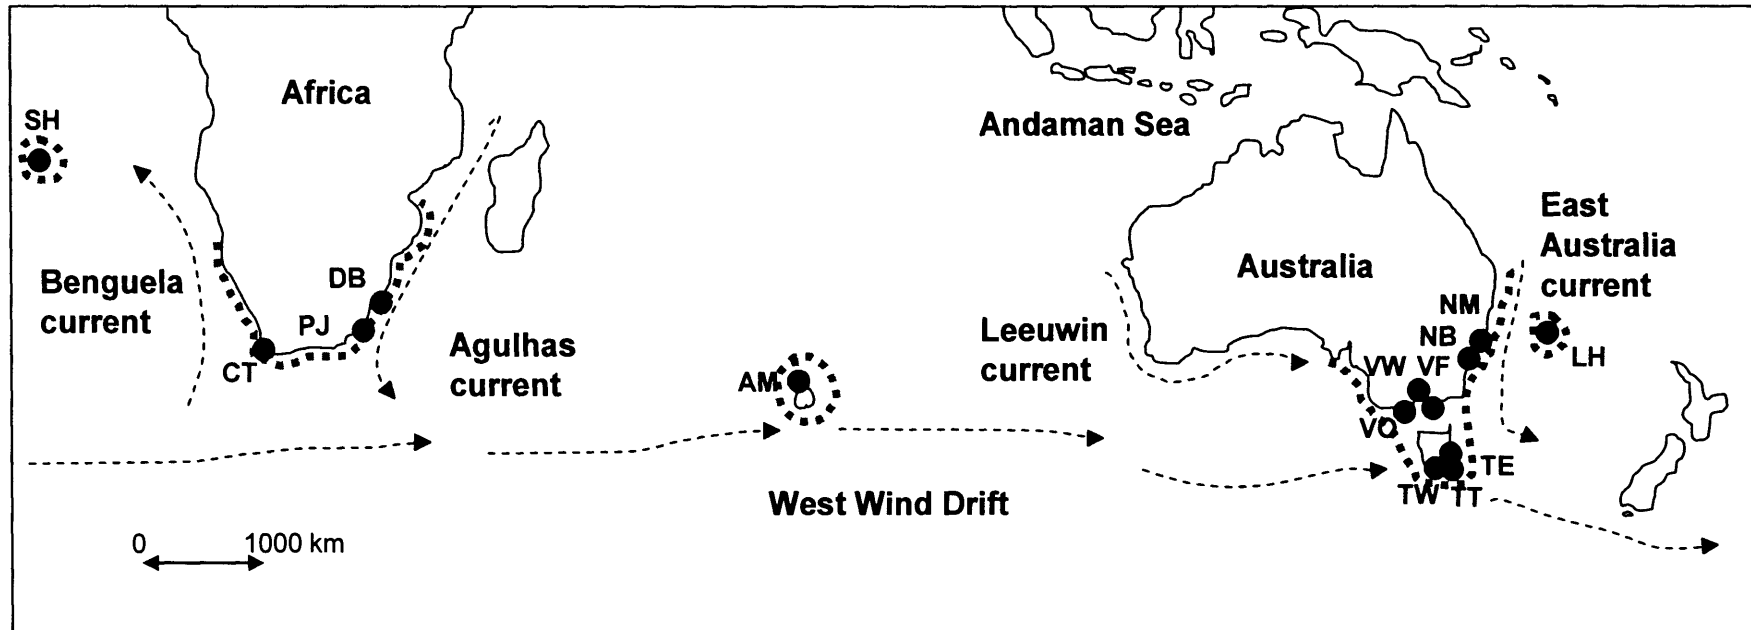 Africa
SH
Andaman Sea
East
Australia
current
Australia
DB
Benguela
current
PJ
NM
NB
LH
Agulhas
current
CT
Leeuwin
current
VW VF
AM
VQ
TE
TW TT
West Wind Drift
0 1000 km